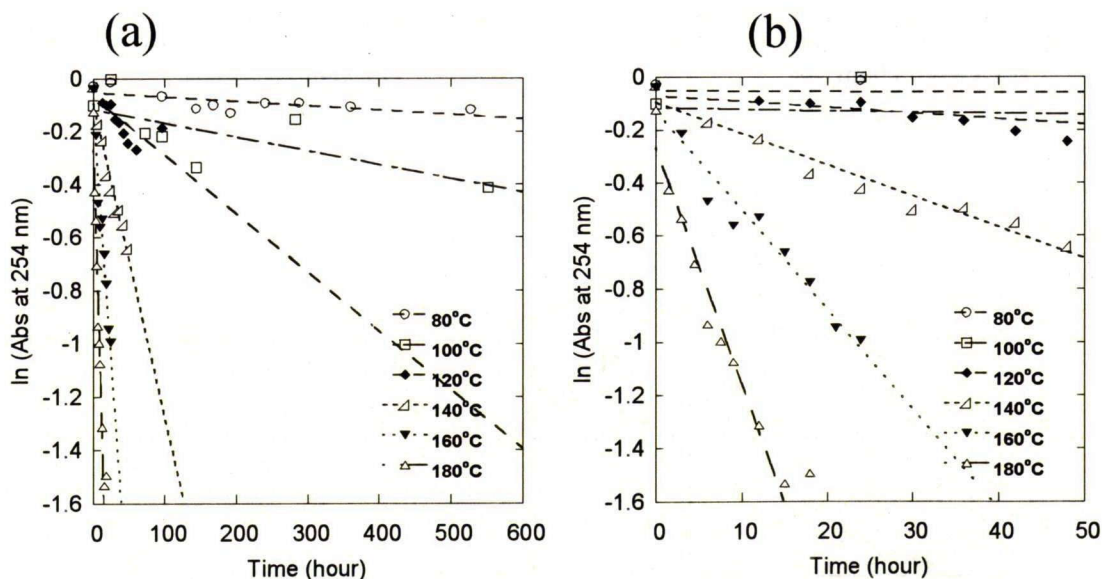 (a)
0
-0.2
-0.4
-0.6
-0.8
-1
-1.2
-1.4
-1.6
ln (Abs at 254 nm)
80°C
100°C
120°C
140°C
160°C
180°C
0 100 200 300 400 500 600
Time (hour)
(b)
0
-0.2
-0.4
-0.6
-0.8
-1
-1.2
-1.4
-1.6
ln (Abs at 254 nm)
80°C
100°C
120°C
140°C
160°C
180°C
0 10 20 30 40 50
Time (hour)